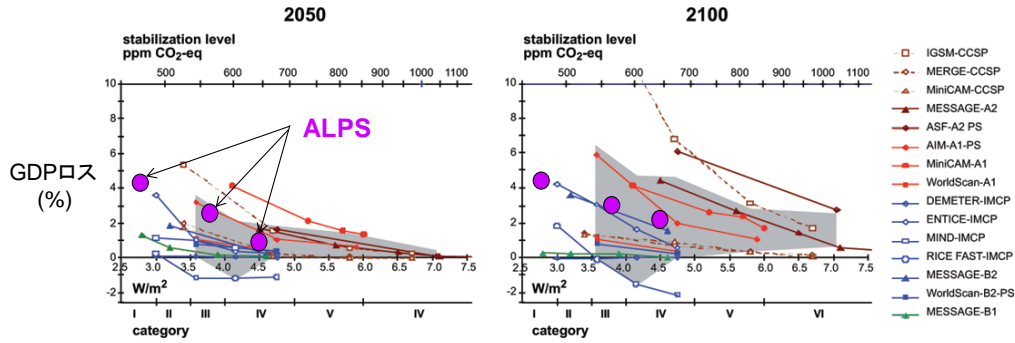 2050
2100
stabilization level
ppm CO2-eq
500 600 700 800 900 1000 1100
10
8
6
4
2
0
-2
2.5 3.0 3.5 4.0 4.5 5.0 5.5 6.0 6.5 7.0 7.5
W/m2
I II III IV V IV
category
GDPロス
(%)
ALPS
stabilization level
ppm CO2-eq
500 600 700 800 900 1000 1100
10
8
6
4
2
0
-2
2.5 3.0 3.5 4.0 4.5 5.0 5.5 6.0 6.5 7.0 7.5
W/m2
I II III IV V VI
category
IGSM-CCSP
MERGE-CCSP
MiniCAM-CCSP
MESSAGE-A2
ASF-A2 PS
AIM-A1-PS
MiniCAM-A1
WorldScan-A1
DEMETER-IMCP
ENTICE-IMCP
MIND-IMCP
RICE FAST-IMCP
MESSAGE-B2
WorldScan-B2-PS
MESSAGE-B1